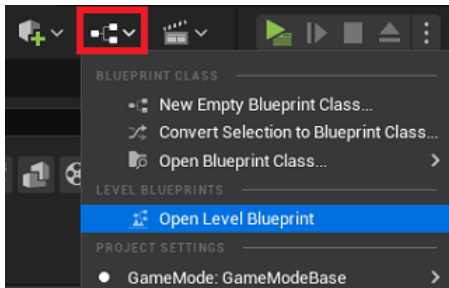 BLUEPRINT CLASS
New Empty Blueprint Class...
Convert Selection to Blueprint Class...
Open Blueprint Class...
LEVEL BLUEPRINTS
Open Level Blueprint
PROJECT SETTINGS
GameMode: GameModeBase